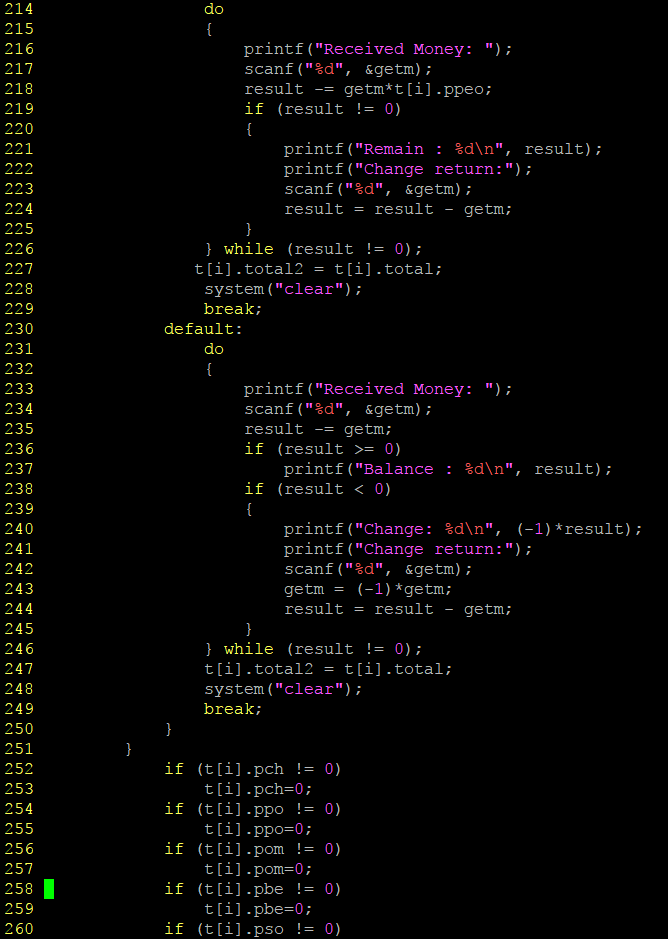 214                 do
215                 {
216                     printf("Received Money: ");
217                     scanf("%d", &getm);
218                     result -= getm*t[i].ppeo;
219                     if (result != 0)
220                     {
221                         printf("Remain : %d\n", result);
222                         printf("Change return:");
223                         scanf("%d", &getm);
224                         result = result - getm;
225                     }
226                 } while (result != 0);
227                t[i].total2 = t[i].total;
228                 system("clear");
229                 break;
230             default:
231                 do
232                 {
233                     printf("Received Money: ");
234                     scanf("%d", &getm);
235                     result -= getm;
236                     if (result >= 0)
237                         printf("Balance : %d\n", result);
238                     if (result < 0)
239                     {
240                         printf("Change: %d\n", (-1)*result);
241                         printf("Change return:");
242                         scanf("%d", &getm);
243                         getm = (-1)*getm;
244                         result = result - getm;
245                     }
246                 } while (result != 0);
247                 t[i].total2 = t[i].total;
248                 system("clear");
249                 break;
250             }
251         }
252             if (t[i].pch != 0)
253                 t[i].pch=0;
254             if (t[i].ppo != 0)
255                 t[i].ppo=0;
256             if (t[i].pom != 0)
257                 t[i].pom=0;
258             if (t[i].pbe != 0)
259                 t[i].pbe=0;
260             if (t[i].pso != 0)